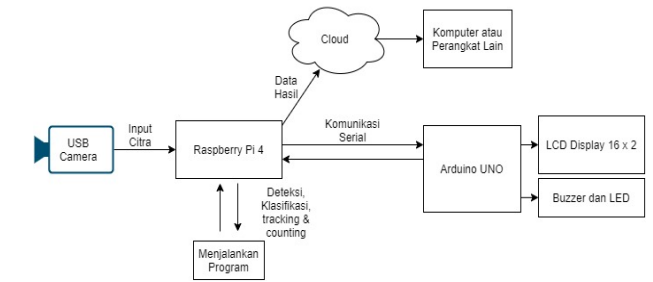 Cloud
Komputer atau
Perangkat Lain
Data
Hasil
USB
Camera
Input
Citra
Raspberry Pi 4
Komunikasi
Serial
Arduino UNO
LCD Display 16 x 2
Buzzer dan LED
Deteksi,
Klasifikasi,
tracking &
counting
Menjalankan
Program